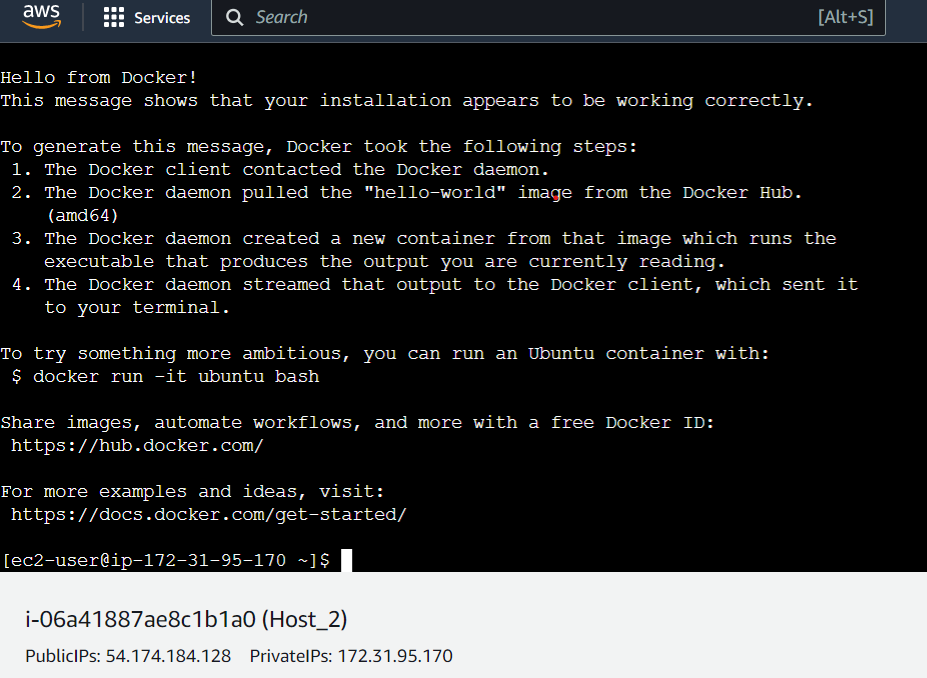 aws
Services
Search
[Alt+S]
Hello from Docker!
This message shows that your installation appears to be working correctly.
To generate this message, Docker took the following steps:
1. The Docker client contacted the Docker daemon.
2. The Docker daemon pulled the "hello-world" image from the Docker Hub.
(amd64)
3. The Docker daemon created a new container from that image which runs the
executable that produces the output you are currently reading.
4. The Docker daemon streamed that output to the Docker client, which sent it
to your terminal.
To try something more ambitious, you can run an Ubuntu container with:
$ docker run -it ubuntu bash
Share images, automate workflows, and more with a free Docker ID:
https://hub.docker.com/
For more examples and ideas, visit:
https://docs.docker.com/get-started/
[ec2-user@ip-172-31-95-170 ~]$
i-06a41887ae8c1b1a0 (Host_2)
PublicIPs: 54.174.184.128 PrivateIPs: 172.31.95.170